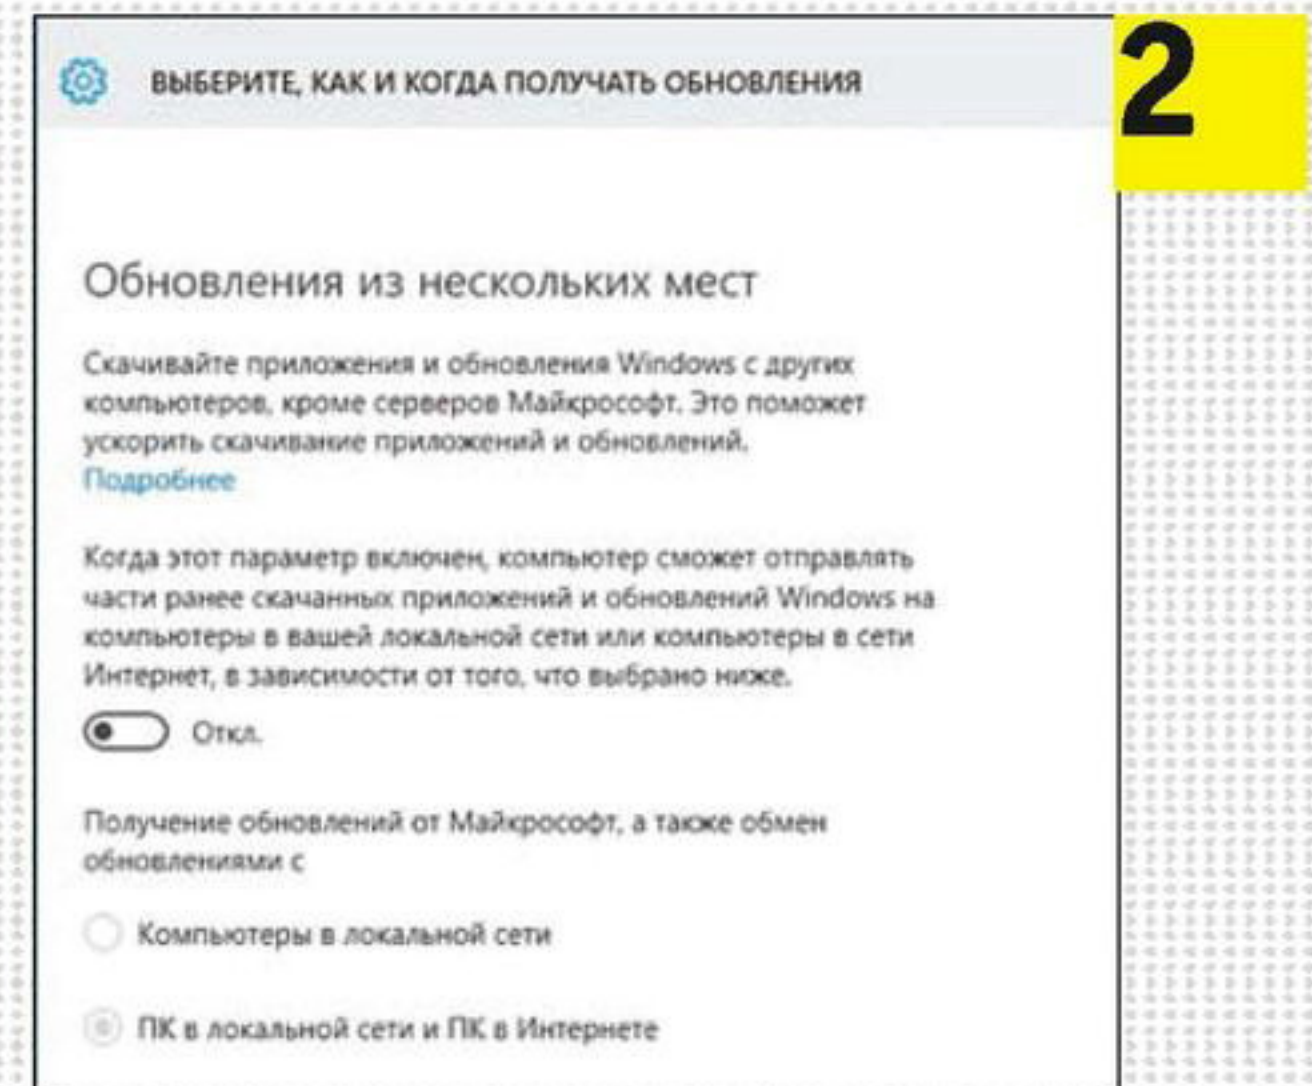 ВЫБЕРИТЕ, КАК И КОГДА ПОЛУЧАТЬ ОБНОВЛЕНИЯ
2
Обновления из нескольких мест
Скачивайте приложения и обновления Windows с других
компьютеров, кроме серверов Майкрософт. Это поможет
ускорить скачивание приложений и обновлений.
Подробнее
Когда этот параметр включен, компьютер сможет отправлять
части ранее скачанных приложений и обновлений Windows на
компьютеры в вашей локальной сети или компьютеры в сети
Интернет, в зависимости от того, что выбрано ниже.
Откл.
Получение обновлений от Майкрософт, а также обмен
обновлениями с
Компьютеры в локальной сети
ПК в локальной сети и ПК в Интернете